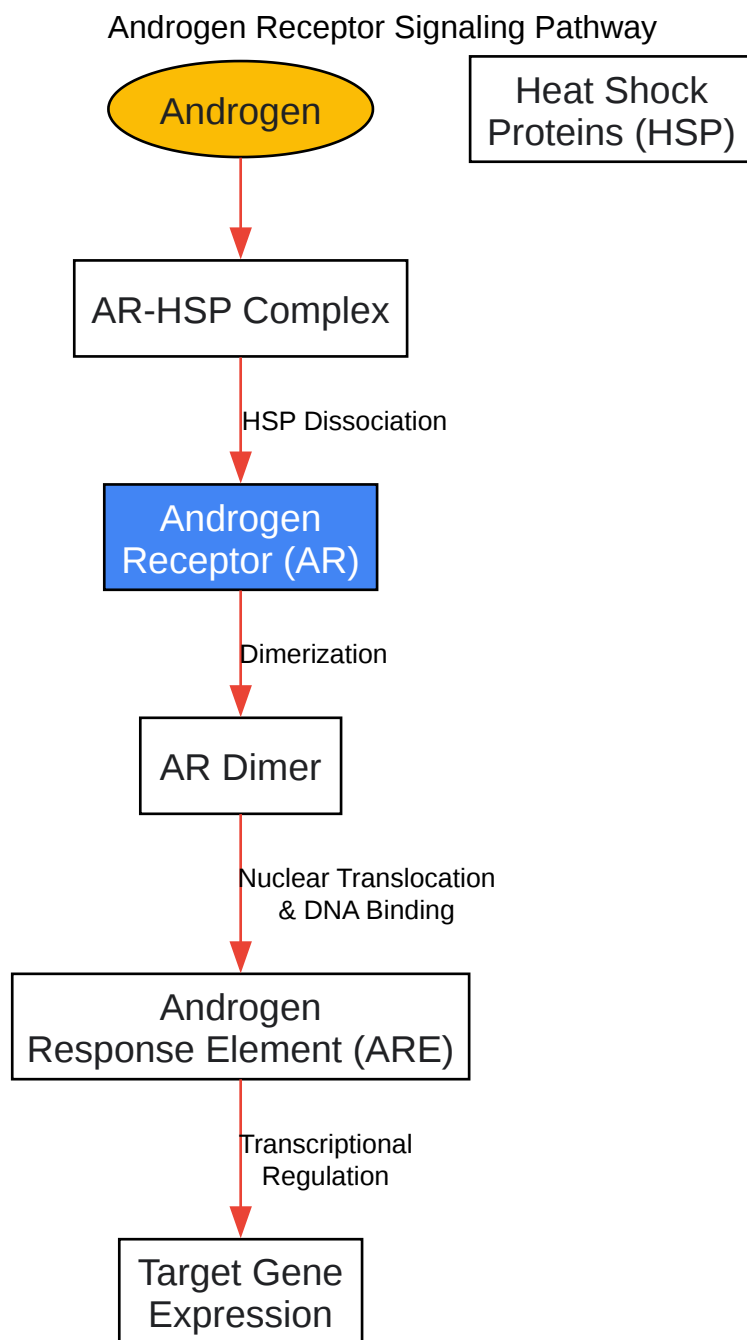 Androgen Receptor Signaling Pathway
Androgen
Heat Shock
Proteins (HSP)
AR-HSP Complex
HSP Dissociation
Androgen
Receptor (AR)
Dimerization
AR Dimer
Nuclear Translocation
& DNA Binding
Androgen
Response Element (ARE)
Transcriptional
Regulation
Target Gene
Expression